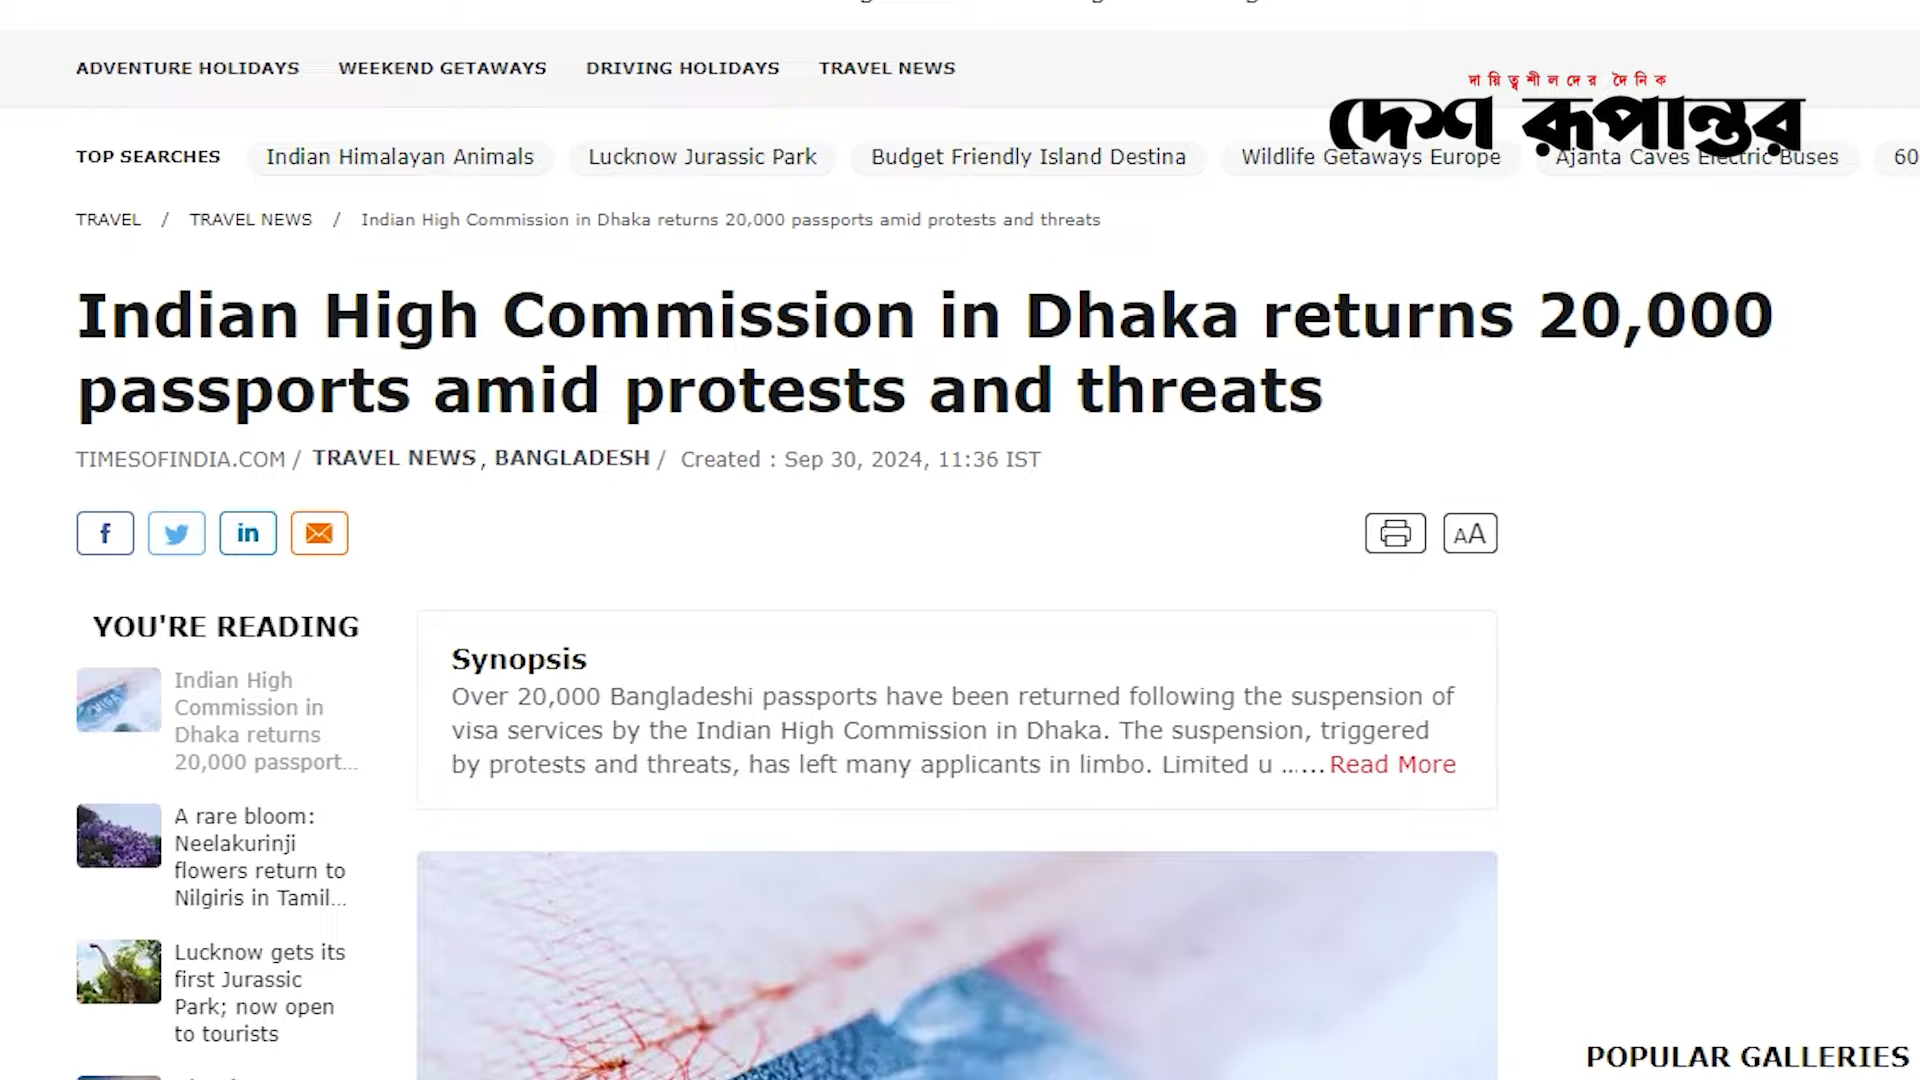 ADVENTURE HOLIDAYS WEEKEND GETAWAYS DRIVING HOLIDAYS TRAVEL NEWS
দায়িত্বশীলদের দৈনিক
দেশ রূপান্তর
TOP SEARCHES Indian Himalayan Animals Lucknow Jurassic Park Budget Friendly Island Destina Wildlife Getaways Europe Ajanta Caves Electric Buses 60
TRAVEL / TRAVEL NEWS / Indian High Commission in Dhaka returns 20,000 passports amid protests and threats
Indian High Commission in Dhaka returns 20,000
passports amid protests and threats
TIMESOFINDIA.COM / TRAVEL NEWS, BANGLADESH / Created : Sep 30, 2024, 11:36 IST
f in AA
YOU'RE READING
Indian High
Commission in
Dhaka returns
20,000 passport...
A rare bloom:
Neelakurinji
flowers return to
Nilgiris in Tamil...
Lucknow gets its
first Jurassic
Park; now open
to tourists
Synopsis
Over 20,000 Bangladeshi passports have been returned following the suspension of
visa services by the Indian High Commission in Dhaka. The suspension, triggered
by protests and threats, has left many applicants in limbo. Limited u ......Read More
POPULAR GALLERIES